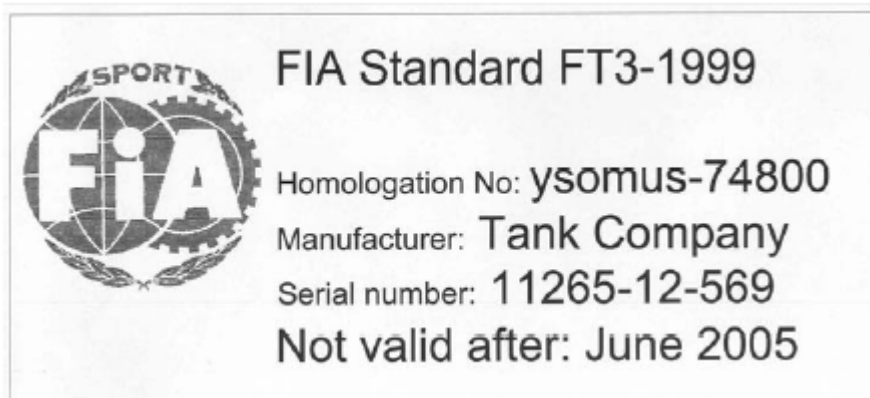 SPORT
FiA
FIA Standard FT3-1999
Homologation No: ysomus-74800
Manufacturer: Tank Company
Serial number: 11265-12-569
Not valid after: June 2005